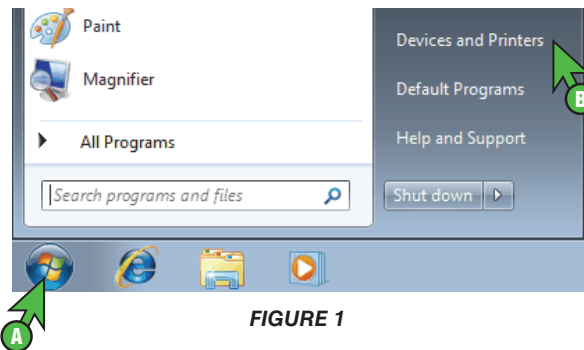 Paint
Devices and Printers
Magnifier
Default Programs
B
All Programs
Help and Support
Search programs and files
Shut down
A
FIGURE 1